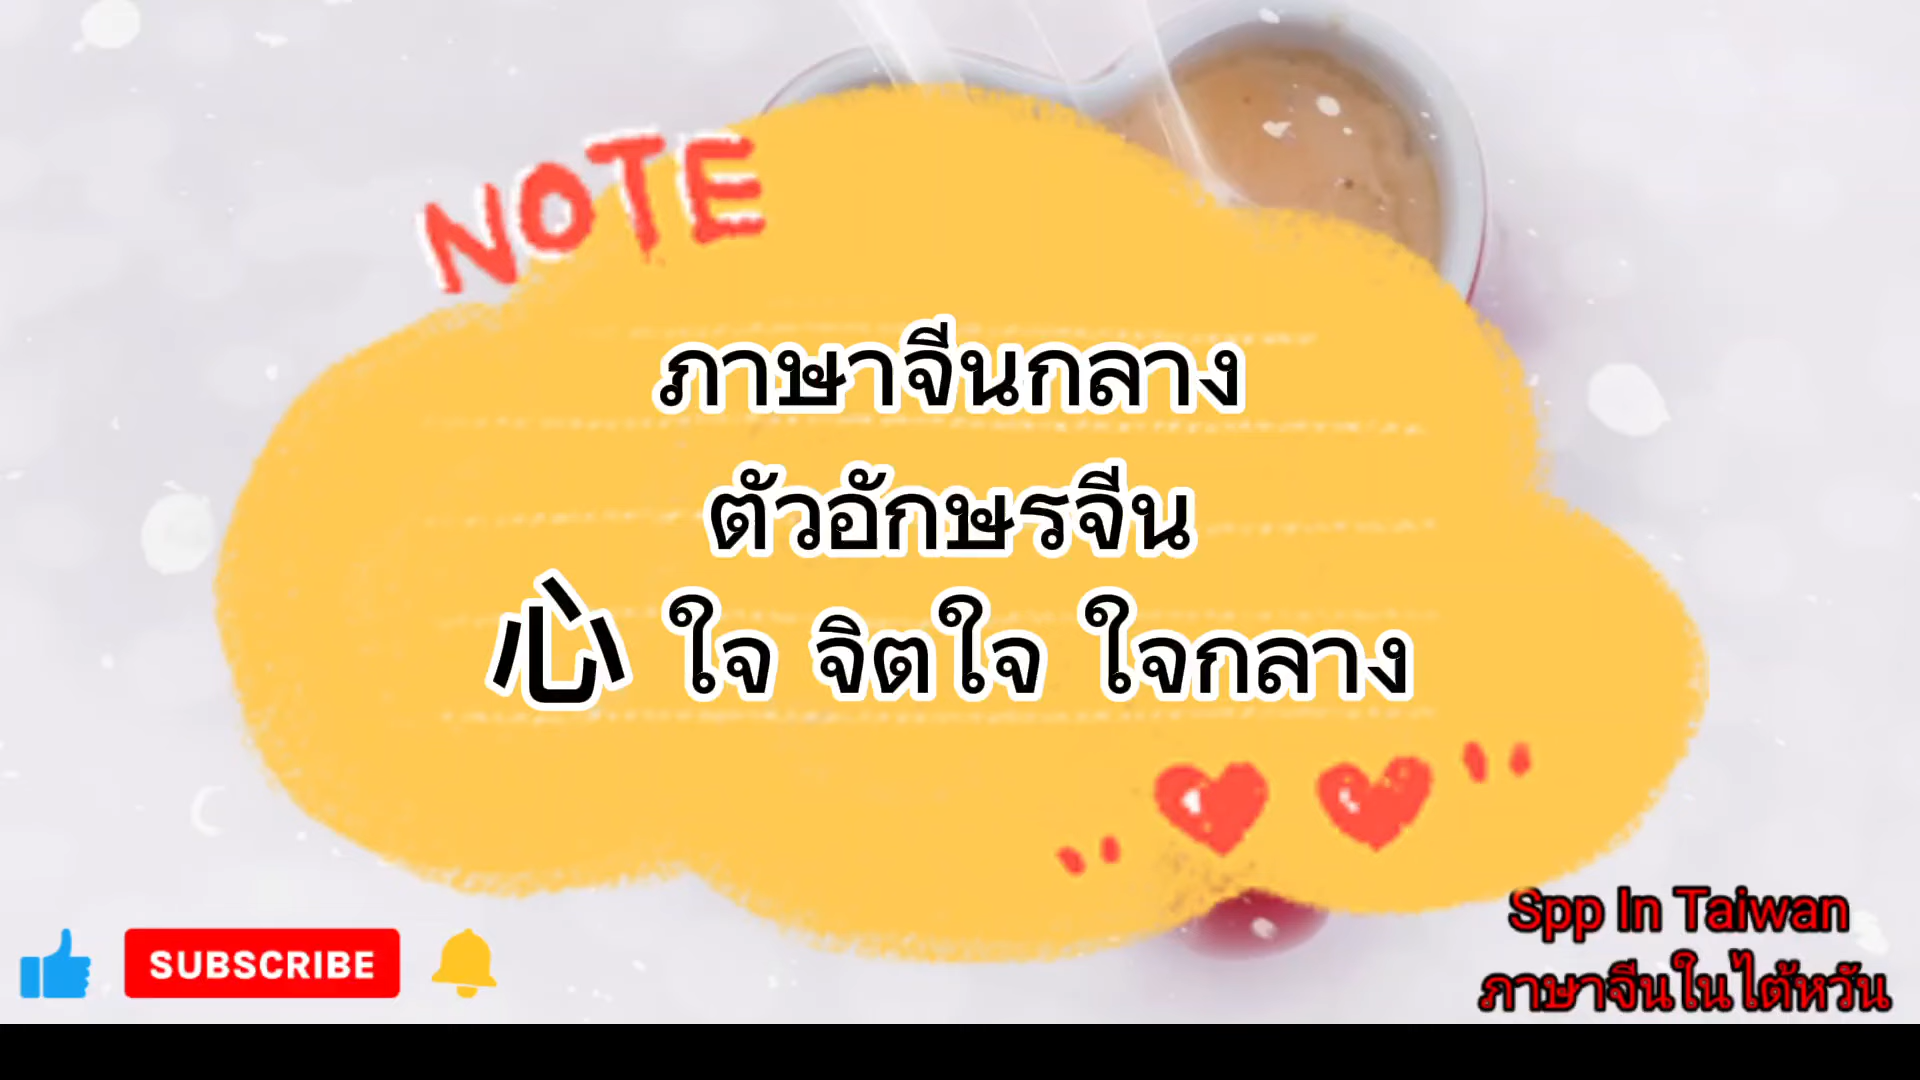 NOTE
ภาษาจีนกลาง
ตัวอักษรจีน
心 ใจ จิตใจ ใจกลาง
SUBSCRIBE
Spp In Taiwan
ภาษาจีนในไต้หวัน